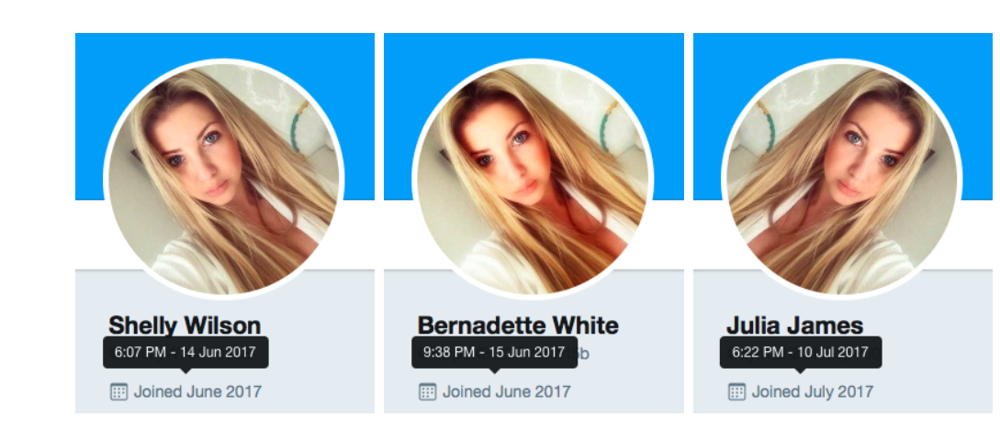 Shelly Wilson
6:07 PM - 14 Jun 2017
Joined June 2017
Bernadette White
9:38 PM - 15 Jun 2017
Joined June 2017
Julia James
6:22 PM - 10 Jul 2017
Joined July 2017